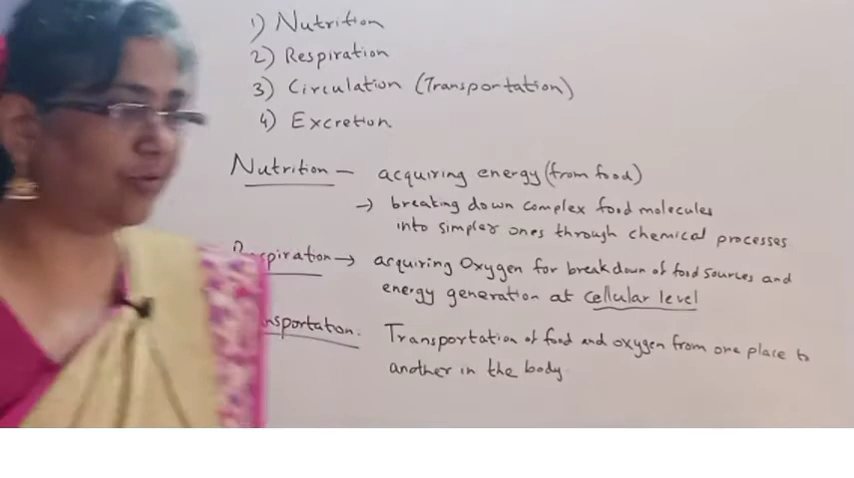 1) Nutrition
2) Respiration
3) Circulation (Transportation)
4) Excretion
Nutrition — acquiring energy (from food)
→ breaking down complex food molecules
into simpler ones through chemical processes
Respiration → acquiring Oxygen for breakdown of food sources and
energy generation at cellular level
nsportation. Transportation of food and oxygen from one place to
another in the body